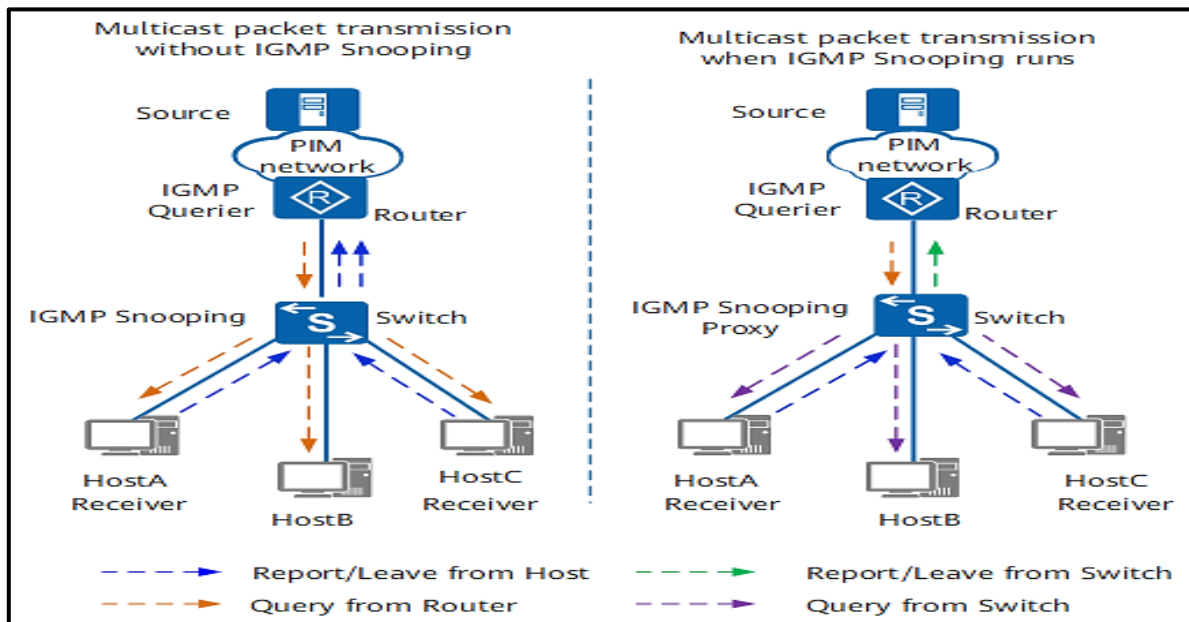 Multicast packet transmission
without IGMP Snooping
Source
PIM
network
IGMP
Querier
R
Router
IGMP Snooping
S
Switch
HostA
Receiver
HostB
HostC
Receiver
Multicast packet transmission
when IGMP Snooping runs
Source
PIM
network
IGMP
Querier
R
Router
IGMP Snooping
Proxy
S
Switch
HostA
Receiver
HostB
HostC
Receiver
Report/Leave from Host
Report/Leave from Switch
Query from Router
Query from Switch